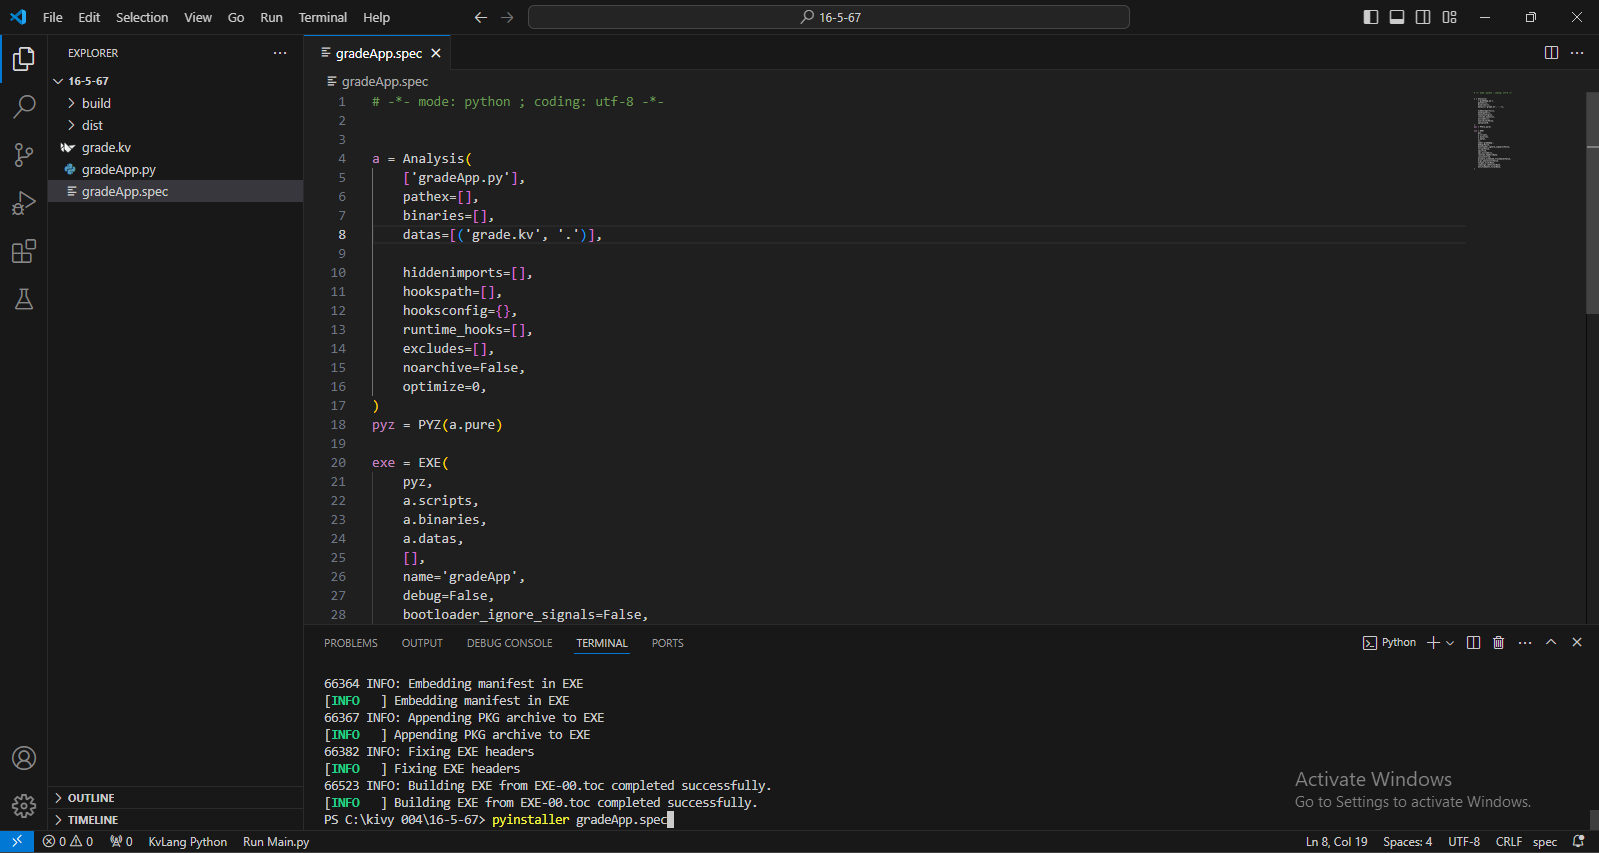 File Edit Selection View Go Run Terminal Help
16-5-67
EXPLORER
16-5-67
build
dist
grade.kv
gradeApp.py
gradeApp.spec
OUTLINE
TIMELINE
gradeApp.spec
gradeApp.spec
1 # -*- mode: python ; coding: utf-8 -*-
2
3
4 a = Analysis(
5 ['gradeApp.py'],
6 pathex=[],
7 binaries=[],
8 datas=[('grade.kv', '.')],
9
10 hiddenimports=[],
11 hookspath=[],
12 hooksconfig={},
13 runtime_hooks=[],
14 excludes=[],
15 noarchive=False,
16 optimize=0,
17 )
18 pyz = PYZ(a.pure)
19
20 exe = EXE(
21 pyz,
22 a.scripts,
23 a.binaries,
24 a.datas,
25 [],
26 name='gradeApp',
27 debug=False,
28 bootloader_ignore_signals=False,
PROBLEMS OUTPUT DEBUG CONSOLE TERMINAL PORTS
Python
66364 INFO: Embedding manifest in EXE
[INFO   ] Embedding manifest in EXE
66367 INFO: Appending PKG archive to EXE
[INFO   ] Appending PKG archive to EXE
66382 INFO: Fixing EXE headers
[INFO   ] Fixing EXE headers
66523 INFO: Building EXE from EXE-00.toc completed successfully.
[INFO   ] Building EXE from EXE-00.toc completed successfully.
PS C:\kivy 004\16-5-67> pyinstaller gradeApp.spec
Activate Windows
Go to Settings to activate Windows.
0 0 0 KvLang Python Run Main.py Ln 8, Col 19 Spaces: 4 UTF-8 CRLF spec